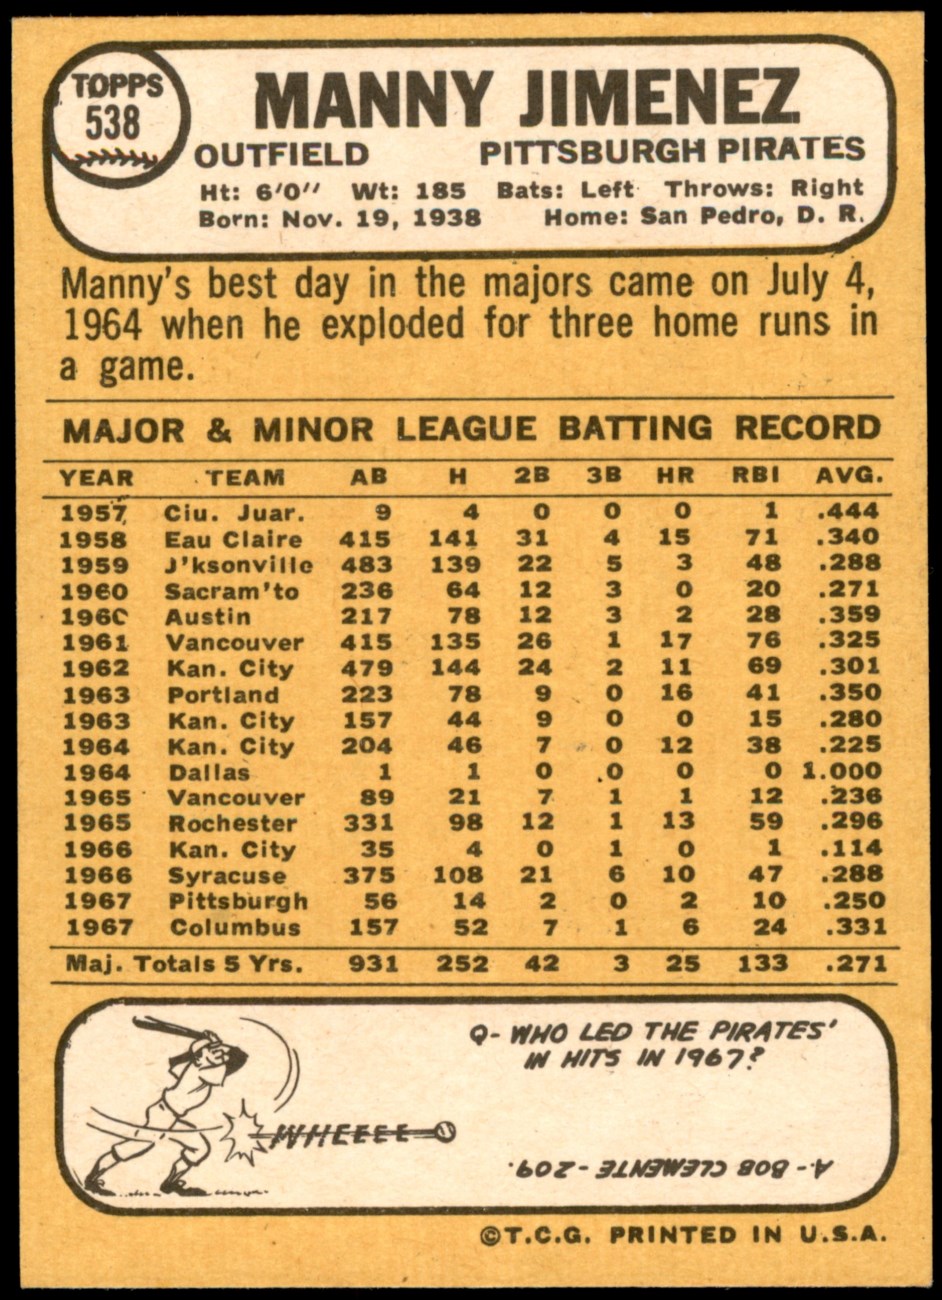 TOPPS
538
MANNY JIMENEZ
OUTFIELD PITTSBURGH PIRATES
Ht: 6'0" Wt: 185 Bats: Left Throws: Right
Born: Nov. 19, 1938 Home: San Pedro, D. R.
Manny's best day in the majors came on July 4,
1964 when he exploded for three home runs in
a game.
MAJOR & MINOR LEAGUE BATTING RECORD
YEAR TEAM AB H 2B 3B HR RBI AVG.
1957 Ciu. Juar. 9 4 0 0 0 1 .444
1958 Eau Claire 415 141 31 4 15 71 .340
1959 J'ksonville 483 139 22 5 3 48 .288
1960 Sacram'to 236 64 12 3 0 20 .271
1960 Austin 217 78 12 3 2 28 .359
1961 Vancouver 415 135 26 1 17 76 .325
1962 Kan. City 479 144 24 2 11 69 .301
1963 Portland 223 78 9 0 16 41 .350
1963 Kan. City 157 44 9 0 0 15 .280
1964 Kan. City 204 46 7 0 12 38 .225
1964 Dallas 1 1 0 0 0 0 1.000
1965 Vancouver 89 21 7 1 1 12 .236
1965 Rochester 331 98 12 1 13 59 .296
1966 Kan. City 35 4 0 1 0 1 .114
1966 Syracuse 375 108 21 6 10 47 .288
1967 Pittsburgh 56 14 2 0 2 10 .250
1967 Columbus 157 52 7 1 6 24 .331
Maj. Totals 5 Yrs. 931 252 42 3 25 133 .271
Q- WHO LED THE PIRATES'
IN HITS IN 1967?
WHEEEE
A- BOB CLEMENTE - 209.
©T.C.G. PRINTED IN U.S.A.